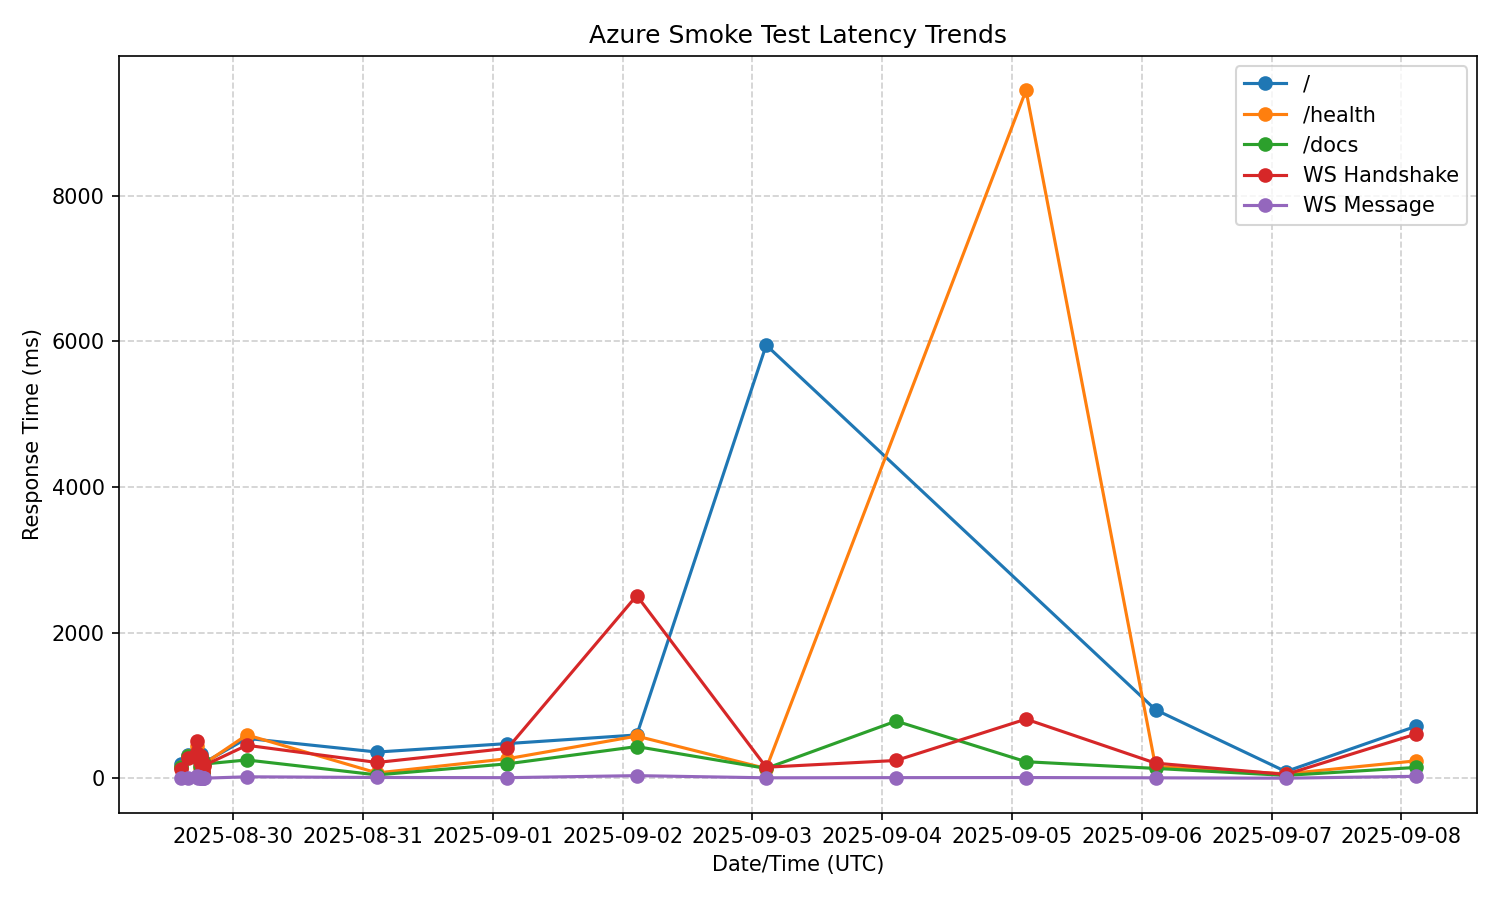 Azure Smoke Test Latency Trends
/
/health
/docs
WS Handshake
WS Message
8000
6000
4000
2000
0
Response Time (ms)
2025-08-30 2025-08-31 2025-09-01 2025-09-02 2025-09-03 2025-09-04 2025-09-05 2025-09-06 2025-09-07 2025-09-08
Date/Time (UTC)